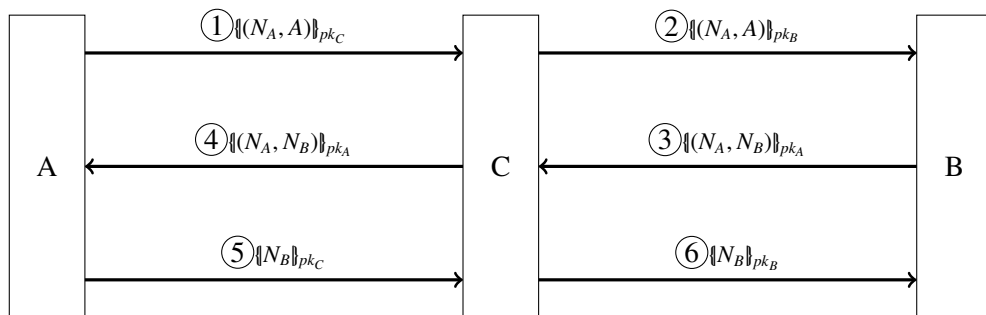 ①{|(N_A, A)|}_{pk_C}
②{|(N_A, A)|}_{pk_B}
④{|(N_A, N_B)|}_{pk_A}
③{|(N_A, N_B)|}_{pk_A}
A
C
B
⑤{|N_B|}_{pk_C}
⑥{|N_B|}_{pk_B}